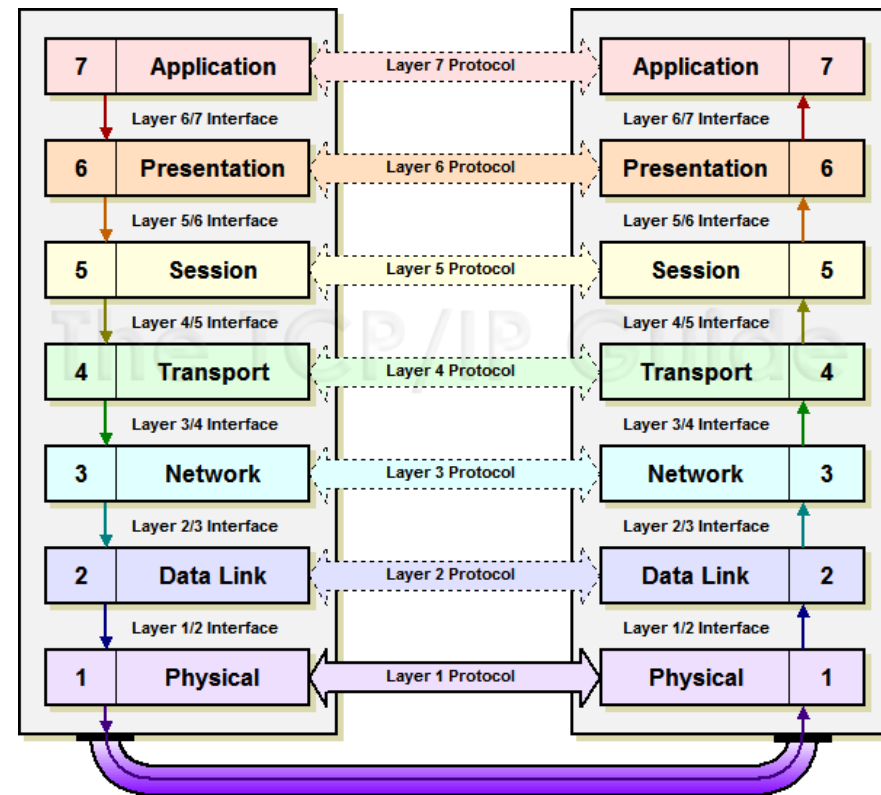 7 Application Layer 7 Protocol Application 7
Layer 6/7 Interface Layer 6/7 Interface
6 Presentation Layer 6 Protocol Presentation 6
Layer 5/6 Interface Layer 5/6 Interface
5 Session Layer 5 Protocol Session 5
Layer 4/5 Interface Layer 4/5 Interface
The TCP/IP Guide
4 Transport Layer 4 Protocol Transport 4
Layer 3/4 Interface Layer 3/4 Interface
3 Network Layer 3 Protocol Network 3
Layer 2/3 Interface Layer 2/3 Interface
2 Data Link Layer 2 Protocol Data Link 2
Layer 1/2 Interface Layer 1/2 Interface
1 Physical Layer 1 Protocol Physical 1